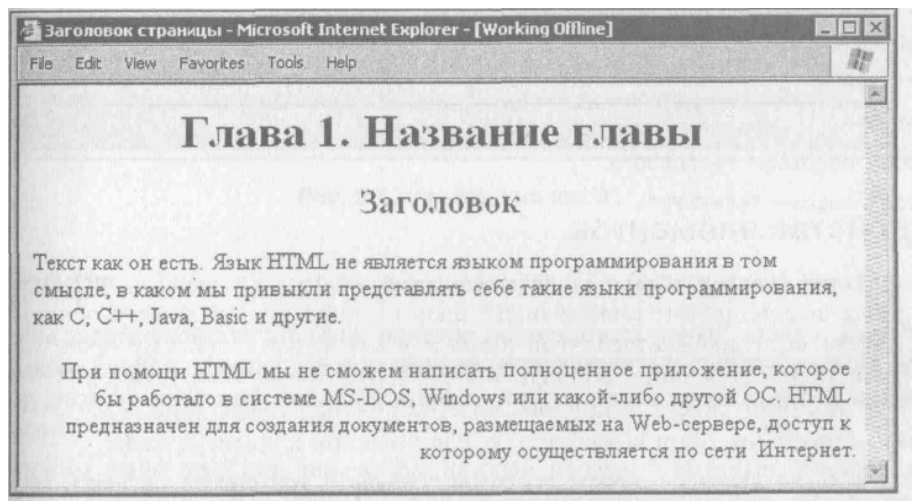 Заголовок страницы - Microsoft Internet Explorer - [Working Offline]
File Edit View Favorites Tools Help
Глава 1. Название главы
Заголовок
Текст как он есть. Язык HTML не является языком программирования в том
смысле, в каком мы привыкли представлять себе такие языки программирования,
как C, C++, Java, Basic и другие.
При помощи HTML мы не сможем написать полноценное приложение, которое
бы работало в системе MS-DOS, Windows или какой-либо другой ОС. HTML
предназначен для создания документов, размещаемых на Web-сервере, доступ к
которому осуществляется по сети Интернет.